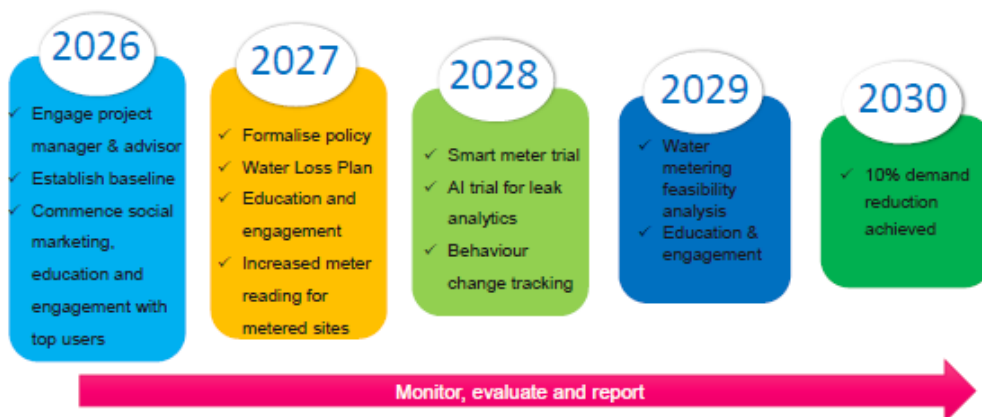 2026
✓ Engage project
manager & advisor
✓ Establish baseline
✓ Commence social
marketing,
education and
engagement with
top users
2027
✓ Formalise policy
✓ Water Loss Plan
✓ Education and
engagement
✓ Increased meter
reading for
metered sites
2028
✓ Smart meter trial
✓ AI trial for leak
analytics
✓ Behaviour
change tracking
2029
✓ Water
metering
feasibility
analysis
✓ Education &
engagement
2030
✓ 10% demand
reduction
achieved
Monitor, evaluate and report